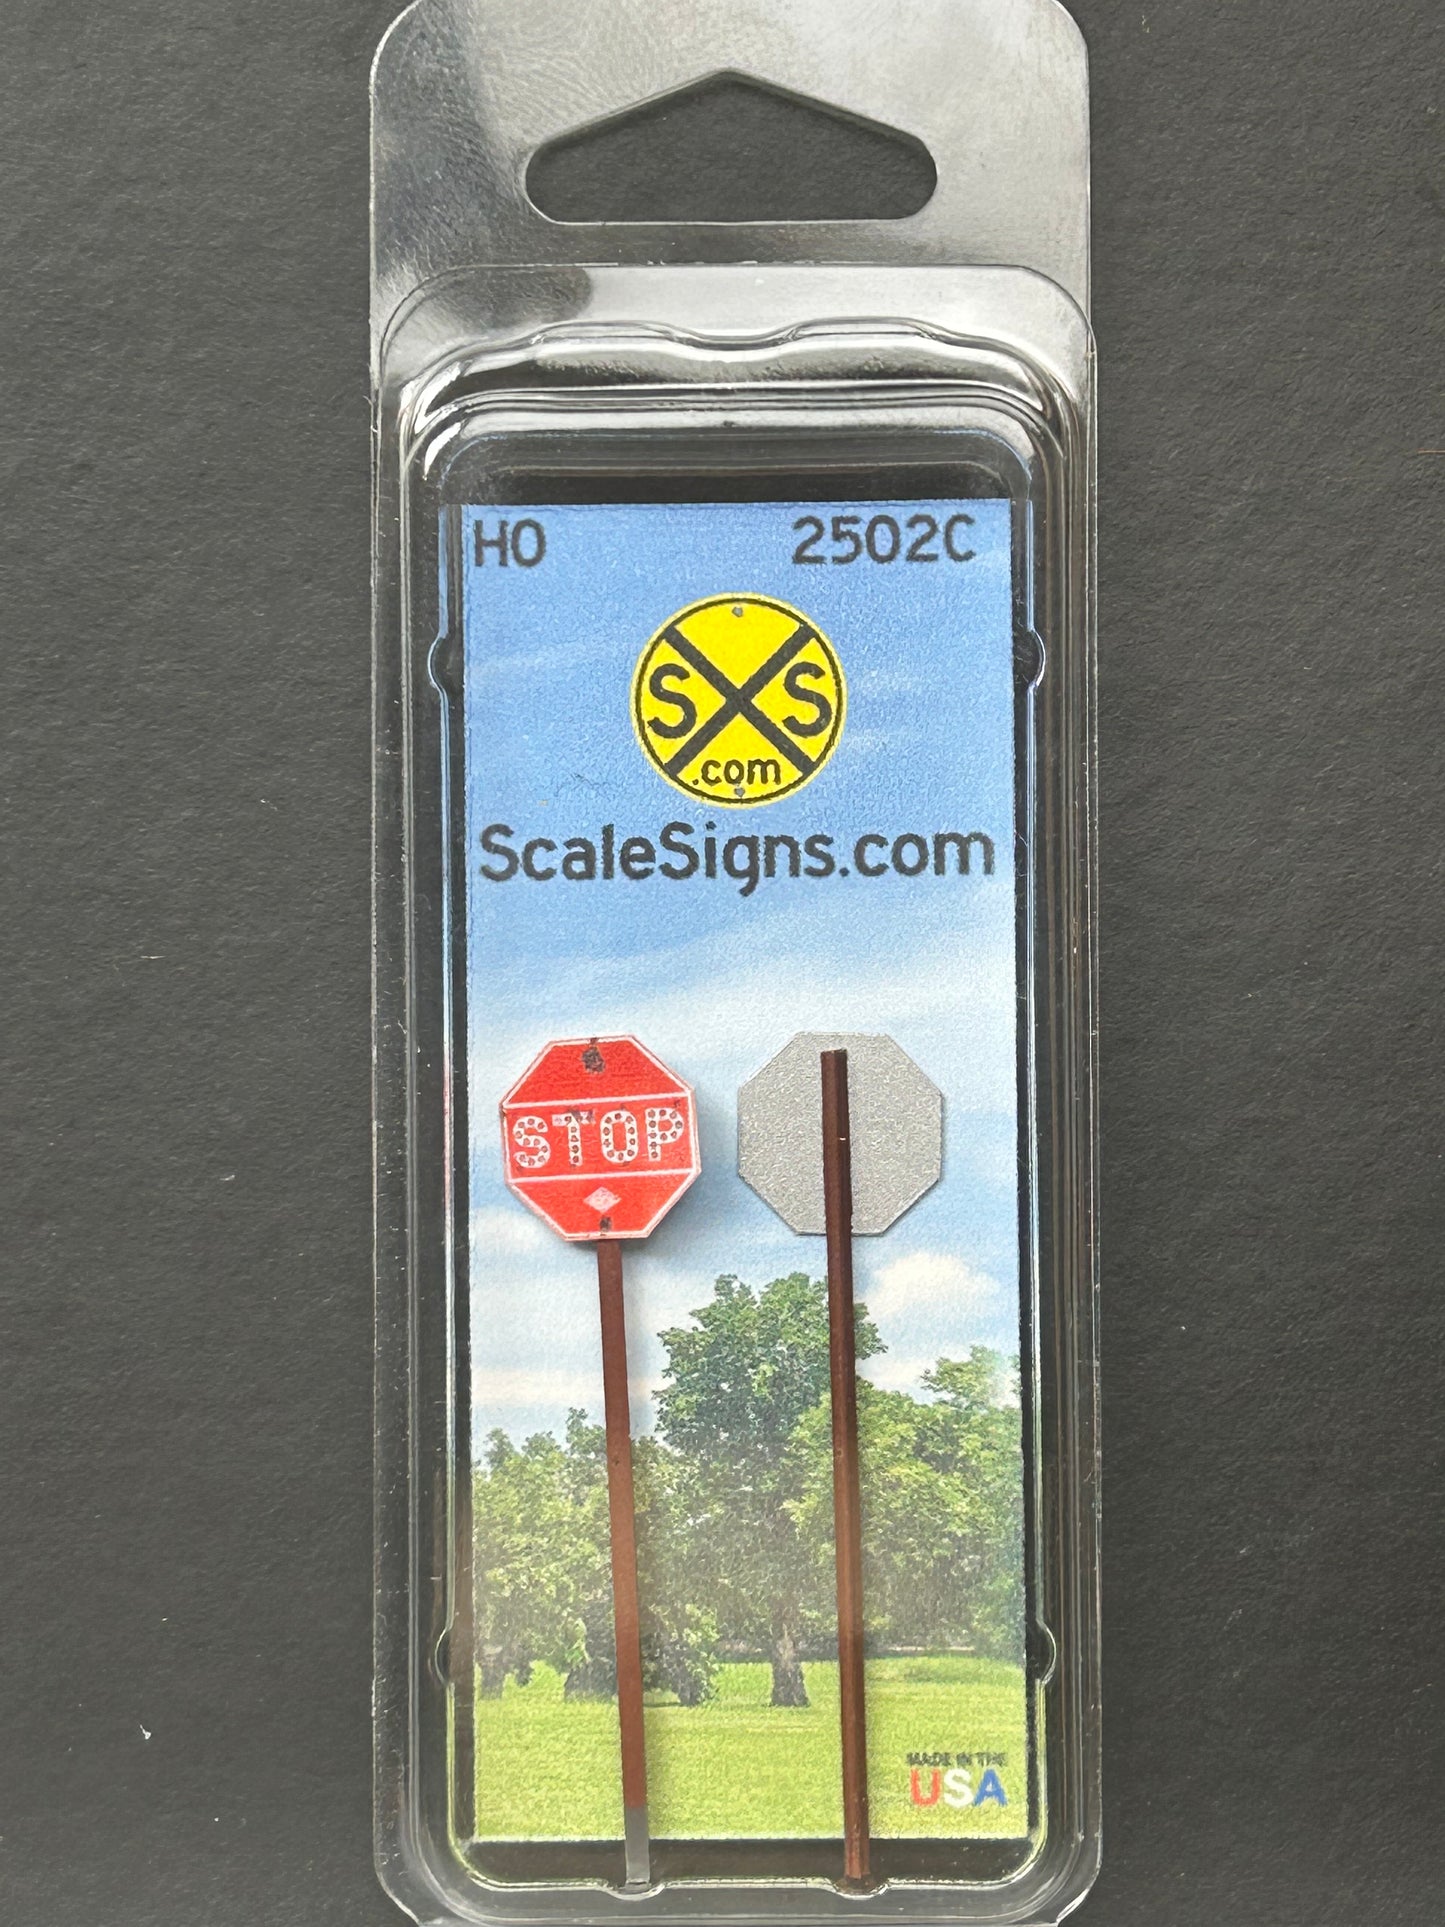 HO 2502C
S S
.com
ScaleSigns.com
STOP
MADE IN THE
USA